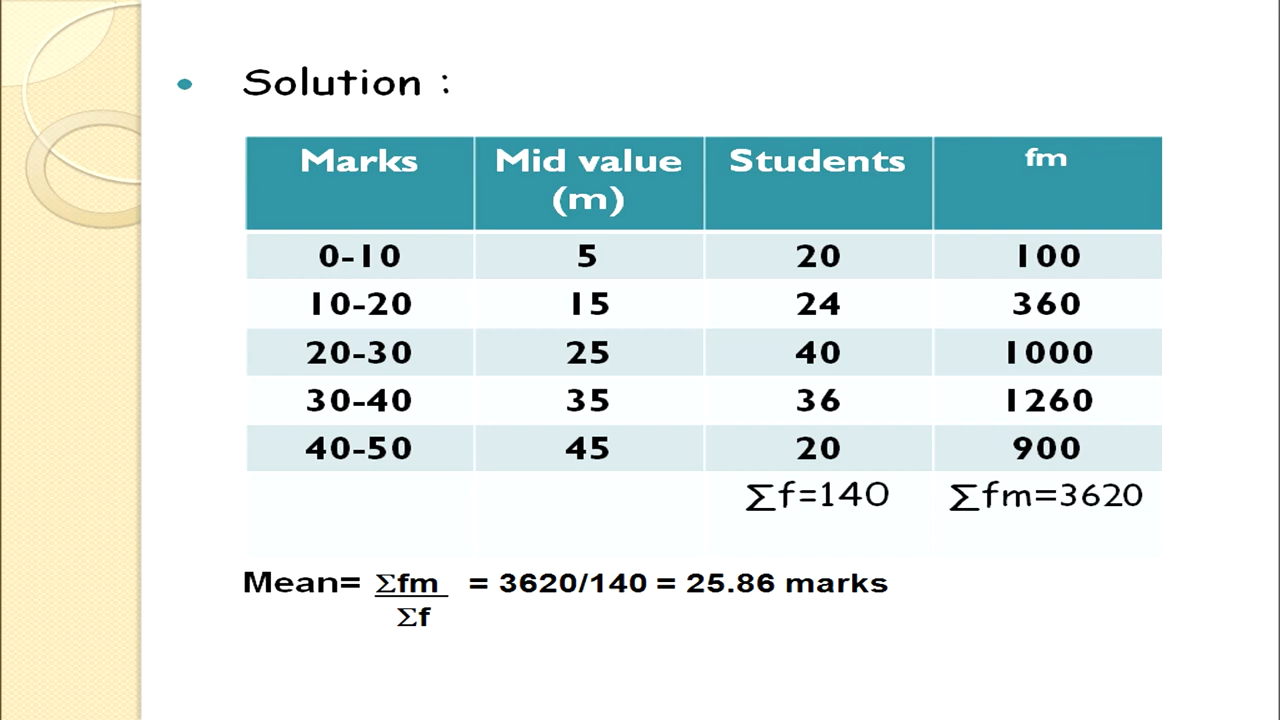 Solution :
Marks Mid value (m) Students fm
0-10 5 20 100
10-20 15 24 360
20-30 25 40 1000
30-40 35 36 1260
40-50 45 20 900
∑f=140 ∑fm=3620
Mean= Σfm = 3620/140 = 25.86 marks
Σf